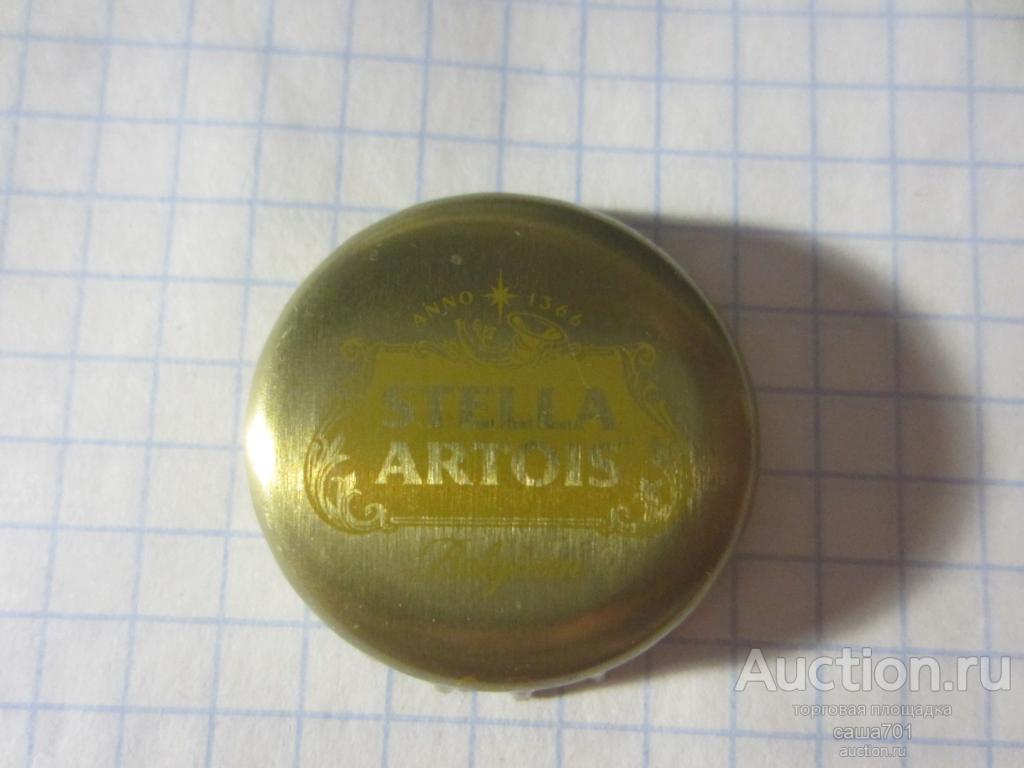 ANNO 1366
STELLA
ARTOIS
Belgium
Auction.ru
торговая площадка
саша701
auction.ru